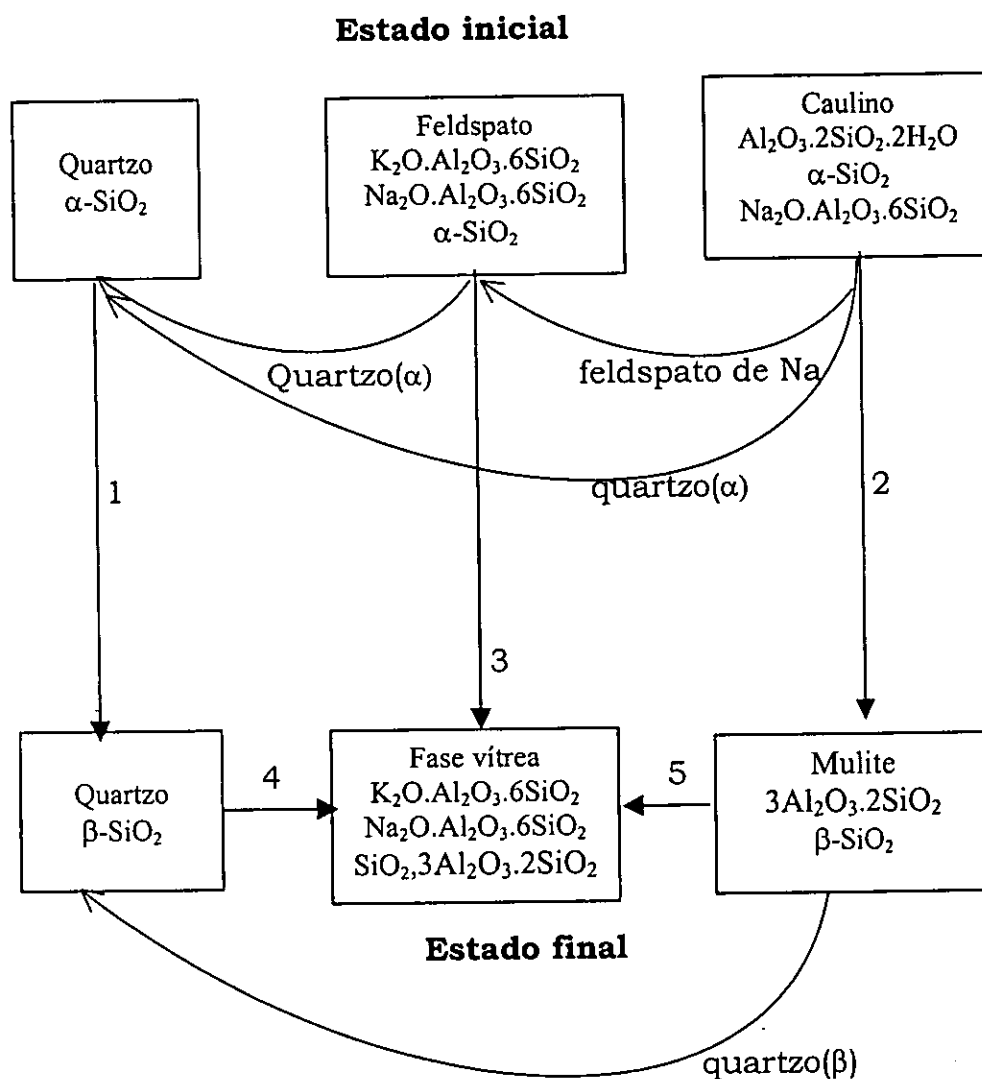 Estado inicial
Quartzo
α-SiO₂
Feldspato
K₂O.Al₂O₃.6SiO₂
Na₂O.Al₂O₃.6SiO₂
α-SiO₂
Caulino
Al₂O₃.2SiO₂.2H₂O
α-SiO₂
Na₂O.Al₂O₃.6SiO₂
Quartzo(α)
feldspato de Na
quartzo(α)
1
2
3
Quartzo
β-SiO₂
4
Fase vítrea
K₂O.Al₂O₃.6SiO₂
Na₂O.Al₂O₃.6SiO₂
SiO₂,3Al₂O₃.2SiO₂
5
Mulite
3Al₂O₃.2SiO₂
β-SiO₂
Estado final
quartzo(β)